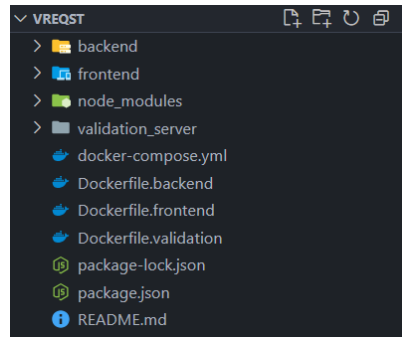 VREQST
backend
frontend
node_modules
validation_server
docker-compose.yml
Dockerfile.backend
Dockerfile.frontend
Dockerfile.validation
package-lock.json
package.json
README.md